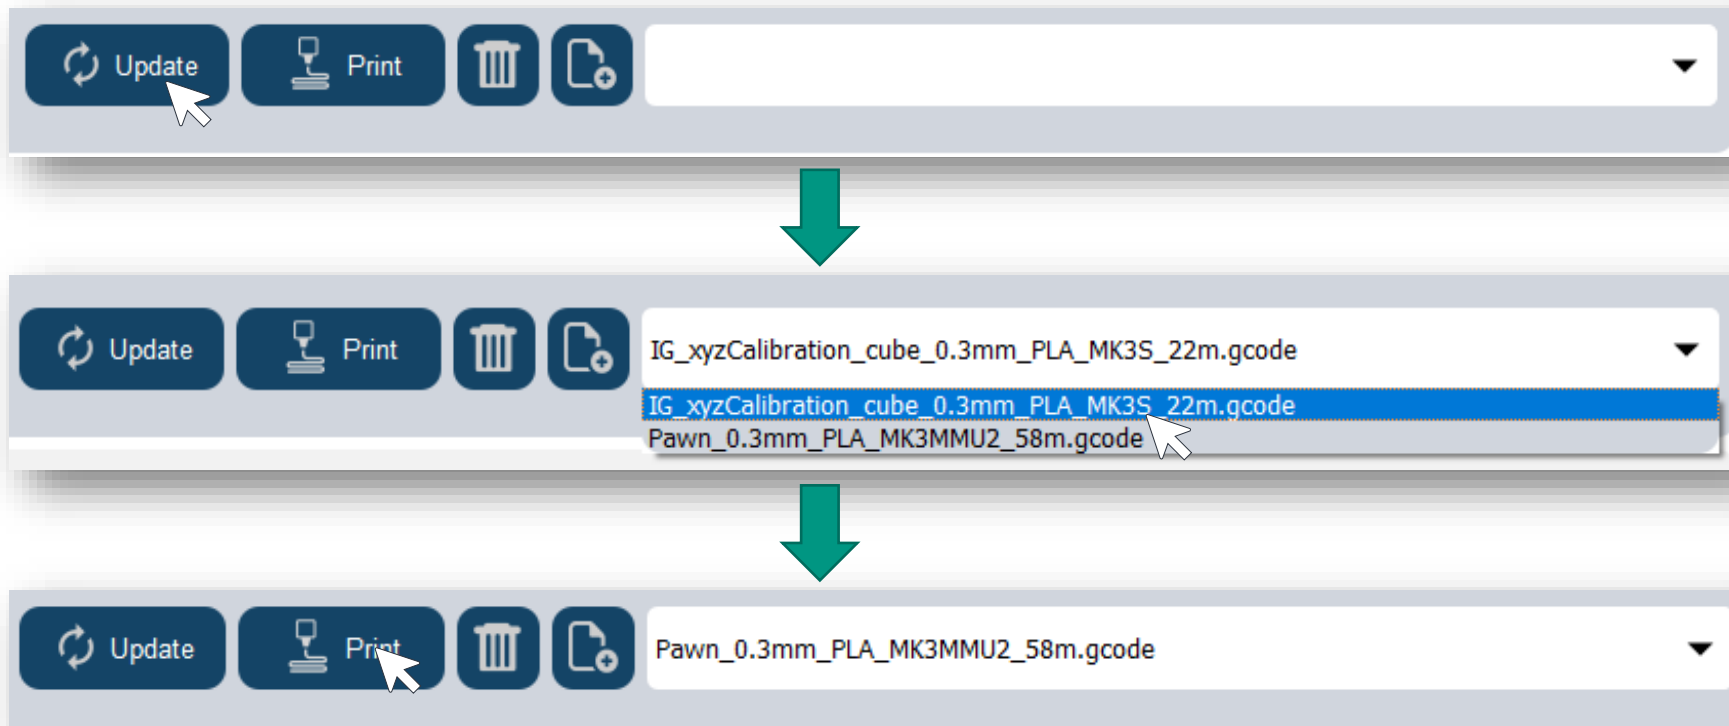 Update Print
Update Print IG_xyzCalibration_cube_0.3mm_PLA_MK3S_22m.gcode
IG_xyzCalibration_cube_0.3mm_PLA_MK3S_22m.gcode
Pawn_0.3mm_PLA_MK3MMU2_58m.gcode
Update Print Pawn_0.3mm_PLA_MK3MMU2_58m.gcode